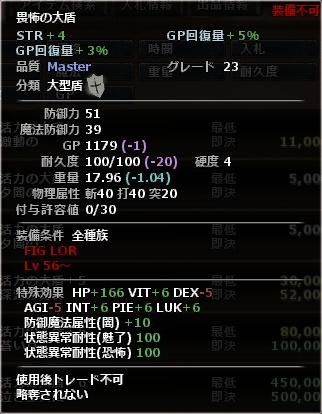 装備不可
畏怖の大盾
STR+4 GP回復量+5%
GP回復量+3%
品質 Master グレード 23
分類 大型盾
防御力 51
魔法防御力 39
GP 1179 (-1)
耐久度 100/100 (-20) 硬度 4
重量 17.96 (-1.04)
物理属性 斬40 打40 突20
付与許容値 0/30
装備条件 全種族
FIG LOR
Lv 56~
特殊効果 HP+166 VIT+6 DEX-5
AGI-5 INT+6 PIE+6 LUK+6
防御魔法属性(闇) +10
状態異常耐性(魅了) 100
状態異常耐性(恐怖) 100
使用後トレード不可
略奪されない